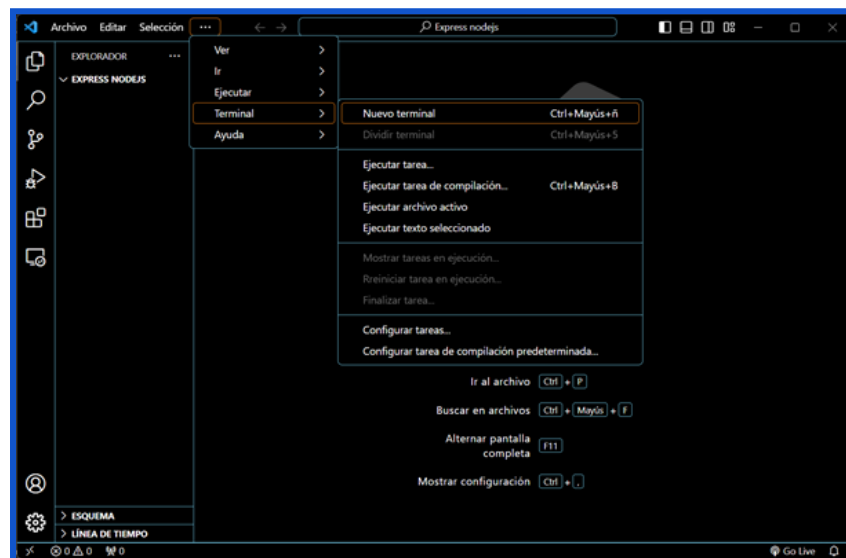 Archivo Editar Selección ··· Express nodejs
EXPLORADOR ···
EXPRESS NODEJS
Ver
Ir
Ejecutar
Terminal
Ayuda
Nuevo terminal Ctrl+Mayús+ñ
Dividir terminal Ctrl+Mayús+5
Ejecutar tarea...
Ejecutar tarea de compilación... Ctrl+Mayús+B
Ejecutar archivo activo
Ejecutar texto seleccionado
Mostrar tareas en ejecución...
Rreiniciar tarea en ejecución...
Finalizar tarea...
Configurar tareas...
Configurar tarea de compilación predeterminada...
Ir al archivo Ctrl + P
Buscar en archivos Ctrl + Mayús + F
Alternar pantalla
completa F11
Mostrar configuración Ctrl + .
ESQUEMA
LÍNEA DE TIEMPO
0 0 0 Go Live